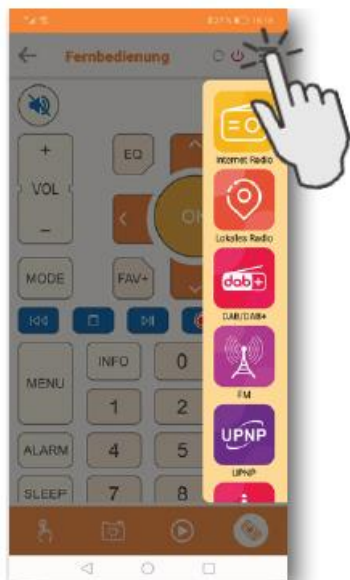 Fernbedienung
Internet Radio
+
EQ
VOL
Lokales Radio
-
OK
MODE
FAV+
dab+
DAB/DAB+
INFO
0
MENU
FM
1
2
UPNP
ALARM
4
5
UPNP
SLEEP
7
8